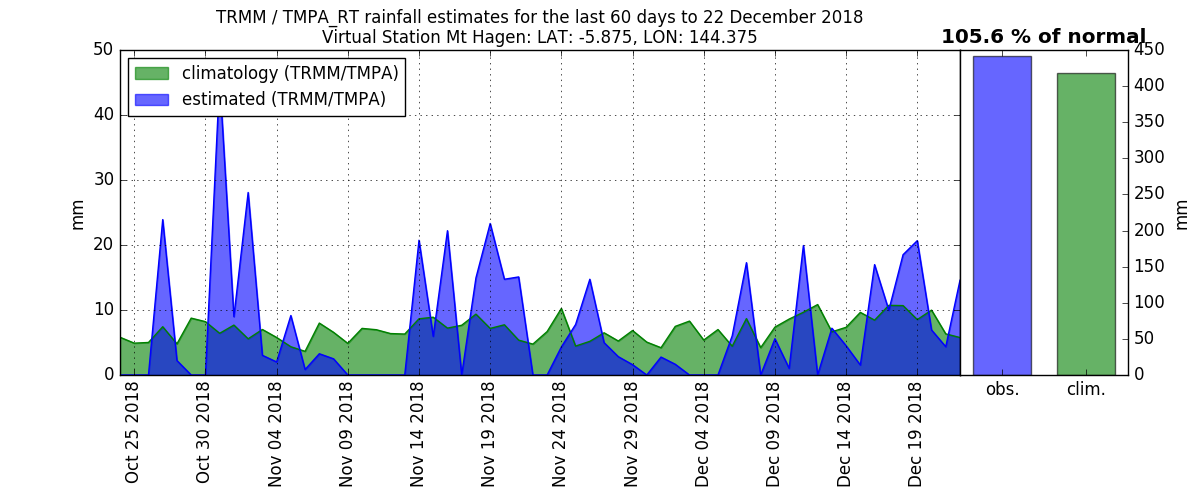 TRMM / TMPA_RT rainfall estimates for the last 60 days to 22 December 2018
Virtual Station Mt Hagen: LAT: -5.875, LON: 144.375
105.6 % of normal
climatology (TRMM/TMPA)
estimated (TRMM/TMPA)
50
40
30
20
10
0
mm
Oct 25 2018
Oct 30 2018
Nov 04 2018
Nov 09 2018
Nov 14 2018
Nov 19 2018
Nov 24 2018
Nov 29 2018
Dec 04 2018
Dec 09 2018
Dec 14 2018
Dec 19 2018
obs.
clim.
450
400
350
300
250
200
150
100
50
0
mm